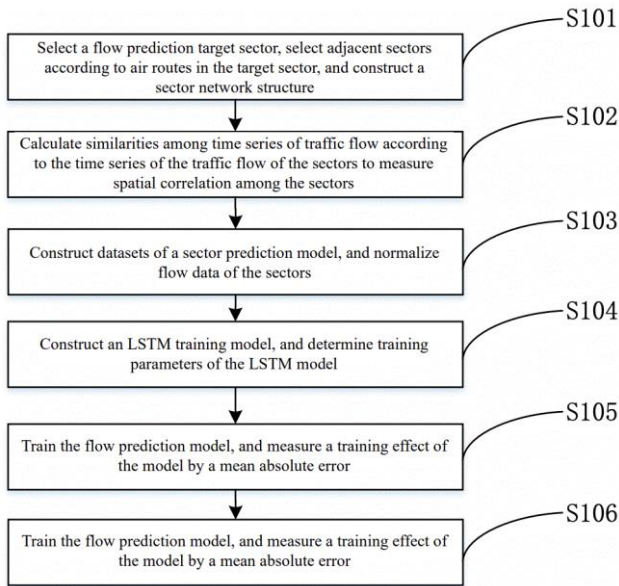 S101
Select a flow prediction target sector, select adjacent sectors
according to air routes in the target sector, and construct a
sector network structure
S102
Calculate similarities among time series of traffic flow according
to the time series of the traffic flow of the sectors to measure
spatial correlation among the sectors
S103
Construct datasets of a sector prediction model, and normalize
flow data of the sectors
S104
Construct an LSTM training model, and determine training
parameters of the LSTM model
S105
Train the flow prediction model, and measure a training effect of
the model by a mean absolute error
S106
Train the flow prediction model, and measure a training effect of
the model by a mean absolute error